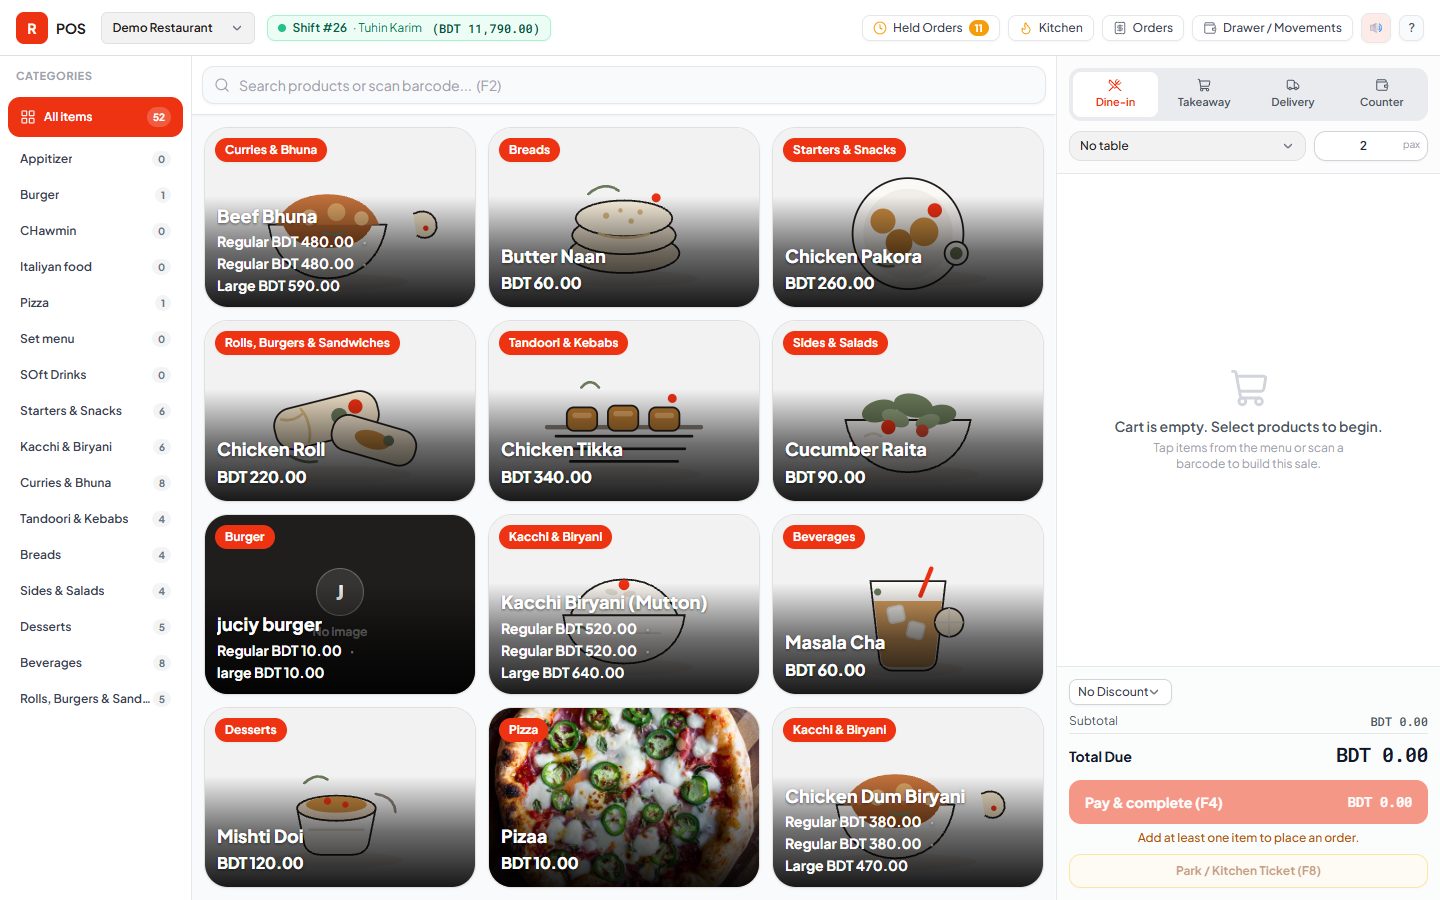 R POS Demo Restaurant Shift #26 · Tuhin Karim (BDT 11,790.00) Held Orders 11 Kitchen Orders Drawer / Movements ?
CATEGORIES
All Items 52
Appitizer 0
Burger 1
CHawmin 0
Italiyan food 0
Pizza 1
Set menu 0
SOft Drinks 0
Starters & Snacks 6
Kacchi & Biryani 6
Curries & Bhuna 8
Tandoori & Kebabs 4
Breads 4
Sides & Salads 4
Desserts 5
Beverages 8
Rolls, Burgers & Sand... 5
Search products or scan barcode... (F2)
Curries & Bhuna
Beef Bhuna
Regular BDT 480.00 ·
Regular BDT 480.00 ·
Large BDT 590.00
Breads
Butter Naan
BDT 60.00
Starters & Snacks
Chicken Pakora
BDT 260.00
Rolls, Burgers & Sandwiches
Chicken Roll
BDT 220.00
Tandoori & Kebabs
Chicken Tikka
BDT 340.00
Sides & Salads
Cucumber Raita
BDT 90.00
Burger
J
No Image
juciy burger
Regular BDT 10.00 ·
large BDT 10.00
Kacchi & Biryani
Kacchi Biryani (Mutton)
Regular BDT 520.00 ·
Regular BDT 520.00 ·
Large BDT 640.00
Beverages
Masala Cha
BDT 60.00
Desserts
Mishti Doi
BDT 120.00
Pizza
Pizaa
BDT 10.00
Kacchi & Biryani
Chicken Dum Biryani
Regular BDT 380.00 ·
Regular BDT 380.00 ·
Large BDT 470.00
Dine-in Takeaway Delivery Counter
No table 2 pax
Cart is empty. Select products to begin.
Tap items from the menu or scan a
barcode to build this sale.
No Discount
Subtotal BDT 0.00
Total Due BDT 0.00
Pay & complete (F4) BDT 0.00
Add at least one item to place an order.
Park / Kitchen Ticket (F8)